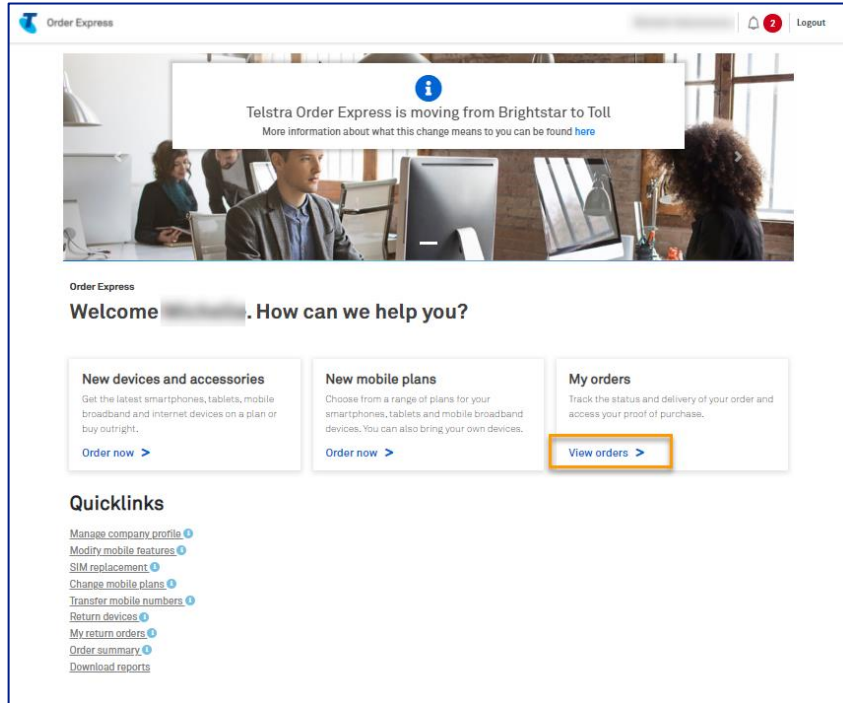 Order Express
2 Logout
Telstra Order Express is moving from Brightstar to Toll
More information about what this change means to you can be found here
Order Express
Welcome . How can we help you?
New devices and accessories
Get the latest smartphones, tablets, mobile
broadband and internet devices on a plan or
buy outright.
Order now >
New mobile plans
Choose from a range of plans for your
smartphones, tablets and mobile broadband
devices. You can also bring your own devices.
Order now >
My orders
Track the status and delivery of your order and
access your proof of purchase.
View orders >
Quicklinks
Manage company profile
Modify mobile features
SIM replacement
Change mobile plans
Transfer mobile numbers
Return devices
My return orders
Order summary
Download reports